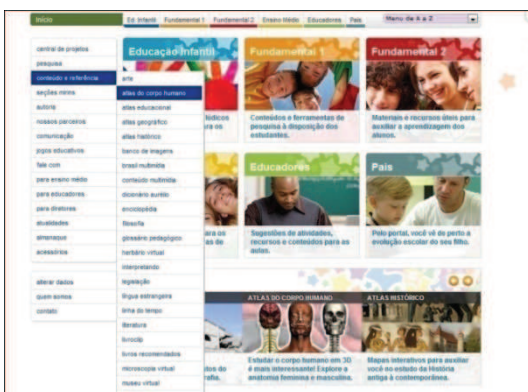 Início
Ed. Infantil Fundamental 1 Fundamental 2 Ensino Médio Educadores Pais
Menu de A a Z
central de projetos
pesquisa
conteúdo e referência
seções minha
autoria
nossos parceiros
comunicação
jogos educativos
fale com
para ensino médio
para educadores
para diretores
atualidades
almanaque
acessórios
alterar dados
quem somos
contato
arte
atlas do corpo humano
atlas educacional
atlas geográfico
atlas histórico
banco de imagens
brasil multimídia
conteúdo multimídia
dicionário aurélio
enciclopédia
filosofia
glossário pedagógico
herbário virtual
interpretando
legislação
língua estrangeira
linha do tempo
literatura
livroclip
livros recomendados
microscopia virtual
museu virtual
Educação Infantil
Fundamental 1
Conteúdos e ferramentas de
pesquisa à disposição dos
estudantes.
Fundamental 2
Materiais e recursos úteis para
auxiliar a aprendizagem dos
alunos.
Educadores
Sugestões de atividades,
recursos e conteúdos para as
aulas.
Pais
Pelo portal, você vê de perto a
evolução escolar do seu filho.
ATLAS DO CORPO HUMANO
Estudar o corpo humano em 3D
é mais interessante! Explore a
anatomia feminina e masculina.
ATLAS HISTÓRICO
Mapas interativos para auxiliar
você no estudo da História
antiga à contemporânea.